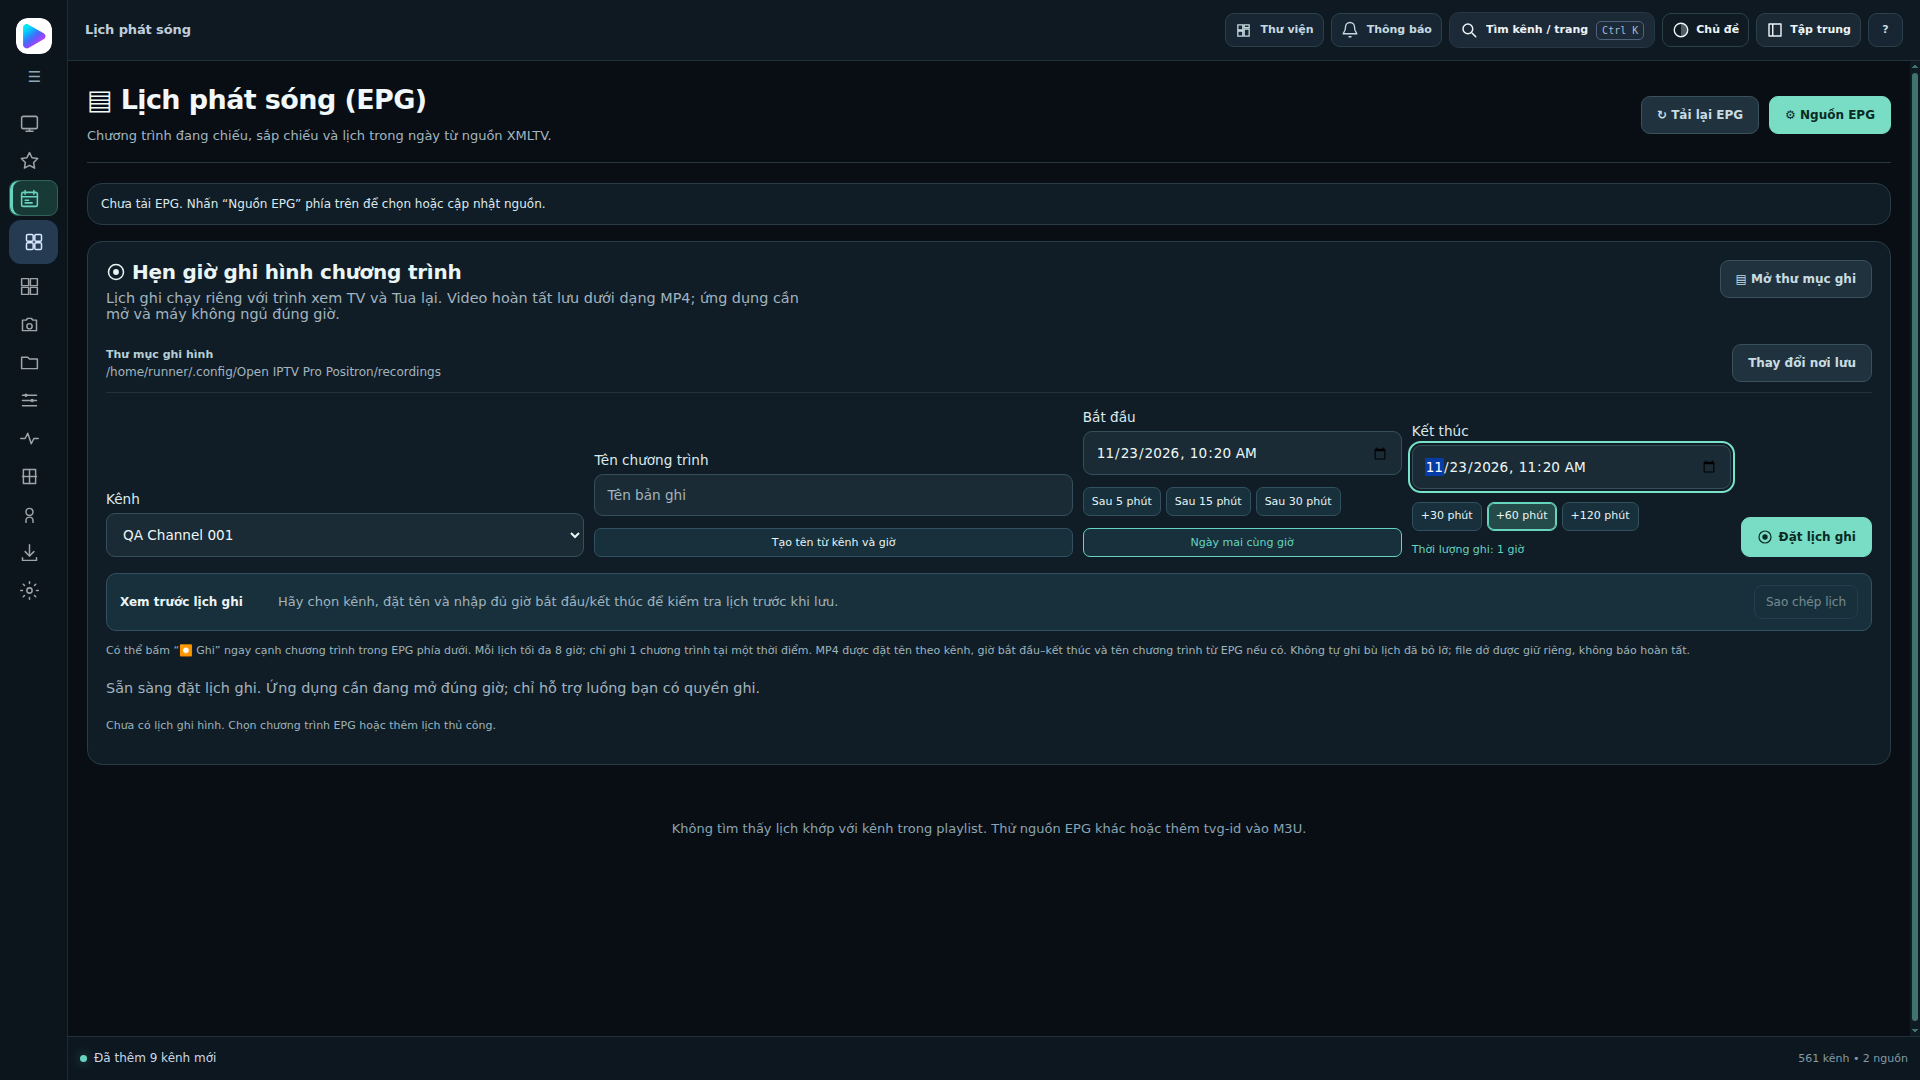 Lịch phát sóng
Thư viện
Thông báo
Tìm kênh / trang
Ctrl K
Chủ đề
Tập trung
?
Lịch phát sóng (EPG)
Chương trình đang chiếu, sắp chiếu và lịch trong ngày từ nguồn XMLTV.
↻ Tải lại EPG
⚙ Nguồn EPG
Chưa tải EPG. Nhấn “Nguồn EPG” phía trên để chọn hoặc cập nhật nguồn.
Hẹn giờ ghi hình chương trình
Lịch ghi chạy riêng với trình xem TV và Tua lại. Video hoàn tất lưu dưới dạng MP4; ứng dụng cần
mở và máy không ngủ đúng giờ.
Mở thư mục ghi
Thư mục ghi hình
/home/runner/.config/Open IPTV Pro Positron/recordings
Thay đổi nơi lưu
Kênh
QA Channel 001
Tên chương trình
Tên bản ghi
Tạo tên từ kênh và giờ
Bắt đầu
11/23/2026, 10:20 AM
Sau 5 phút
Sau 15 phút
Sau 30 phút
Ngày mai cùng giờ
Kết thúc
11/23/2026, 11:20 AM
+30 phút
+60 phút
+120 phút
Thời lượng ghi: 1 giờ
Đặt lịch ghi
Xem trước lịch ghi
Hãy chọn kênh, đặt tên và nhập đủ giờ bắt đầu/kết thúc để kiểm tra lịch trước khi lưu.
Sao chép lịch
Có thể bấm “⏺ Ghi” ngay cạnh chương trình trong EPG phía dưới. Mỗi lịch tối đa 8 giờ; chỉ ghi 1 chương trình tại một thời điểm. MP4 được đặt tên theo kênh, giờ bắt đầu–kết thúc và tên chương trình từ EPG nếu có. Không tự ghi bù lịch đã bỏ lỡ; file dở được giữ riêng, không báo hoàn tất.
Sẵn sàng đặt lịch ghi. Ứng dụng cần đang mở đúng giờ; chỉ hỗ trợ luồng bạn có quyền ghi.
Chưa có lịch ghi hình. Chọn chương trình EPG hoặc thêm lịch thủ công.
Không tìm thấy lịch khớp với kênh trong playlist. Thử nguồn EPG khác hoặc thêm tvg-id vào M3U.
Đã thêm 9 kênh mới
561 kênh • 2 nguồn